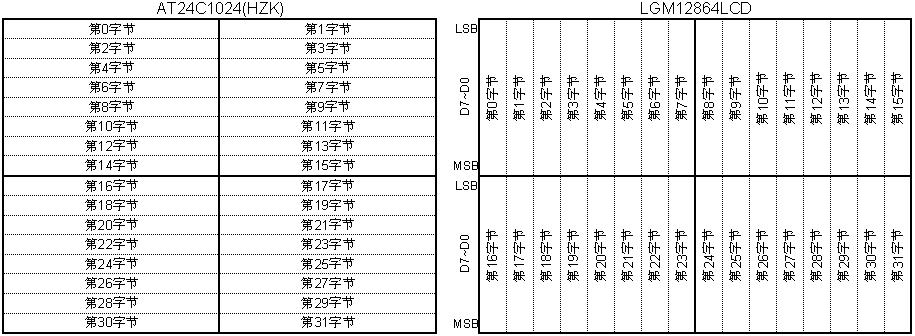 AT24C1024(HZK)
第0字节 第1字节
第2字节 第3字节
第4字节 第5字节
第6字节 第7字节
第8字节 第9字节
第10字节 第11字节
第12字节 第13字节
第14字节 第15字节
第16字节 第17字节
第18字节 第19字节
第20字节 第21字节
第22字节 第23字节
第24字节 第25字节
第26字节 第27字节
第28字节 第29字节
第30字节 第31字节
LGM12864LCD
LSB
D7~D0
MSB
第0字节
第1字节
第2字节
第3字节
第4字节
第5字节
第6字节
第7字节
第8字节
第9字节
第10字节
第11字节
第12字节
第13字节
第14字节
第15字节
LSB
D7~D0
MSB
第16字节
第17字节
第18字节
第19字节
第20字节
第21字节
第22字节
第23字节
第24字节
第25字节
第26字节
第27字节
第28字节
第29字节
第30字节
第31字节